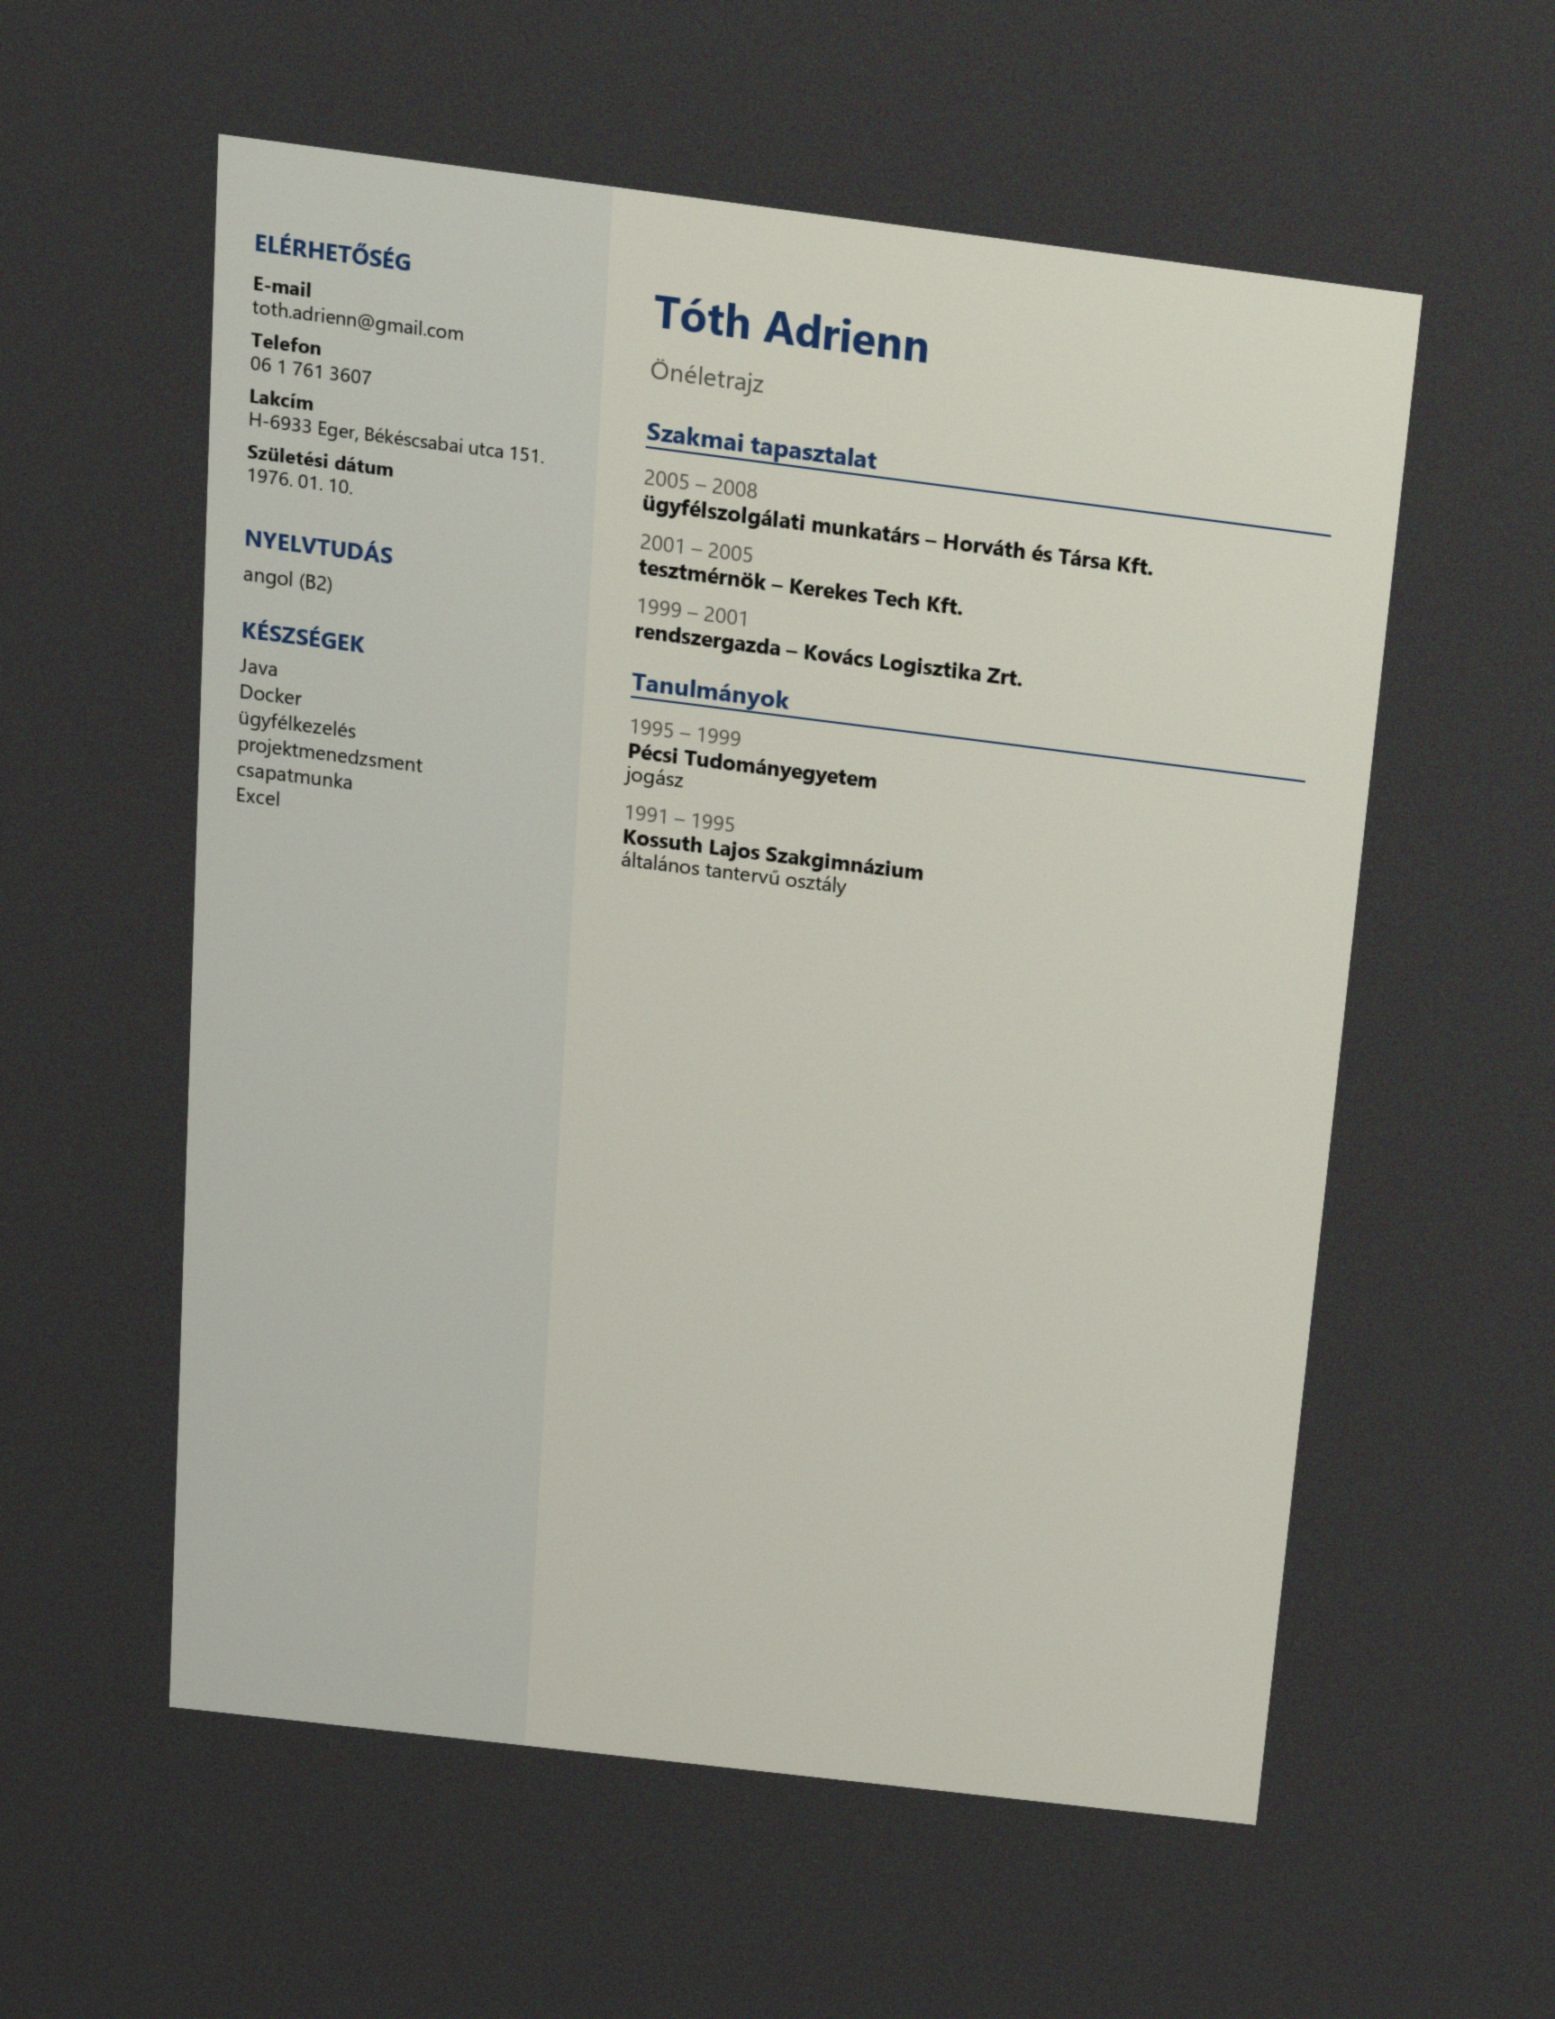 ELÉRHETŐSÉG
E-mail
toth.adrienn@gmail.com
Telefon
06 1 761 3607
Lakcím
H-6933 Eger, Békéscsabai utca 151.
Születési dátum
1976. 01. 10.
NYELVTUDÁS
angol (B2)
KÉSZSÉGEK
Java
Docker
ügyfélkezelés
projektmenedzsment
csapatmunka
Excel
Tóth Adrienn
Önéletrajz
Szakmai tapasztalat
2005 – 2008
ügyfélszolgálati munkatárs – Horváth és Társa Kft.
2001 – 2005
tesztmérnök – Kerekes Tech Kft.
1999 – 2001
rendszergazda – Kovács Logisztika Zrt.
Tanulmányok
1995 – 1999
Pécsi Tudományegyetem
jogász
1991 – 1995
Kossuth Lajos Szakgimnázium
általános tantervű osztály